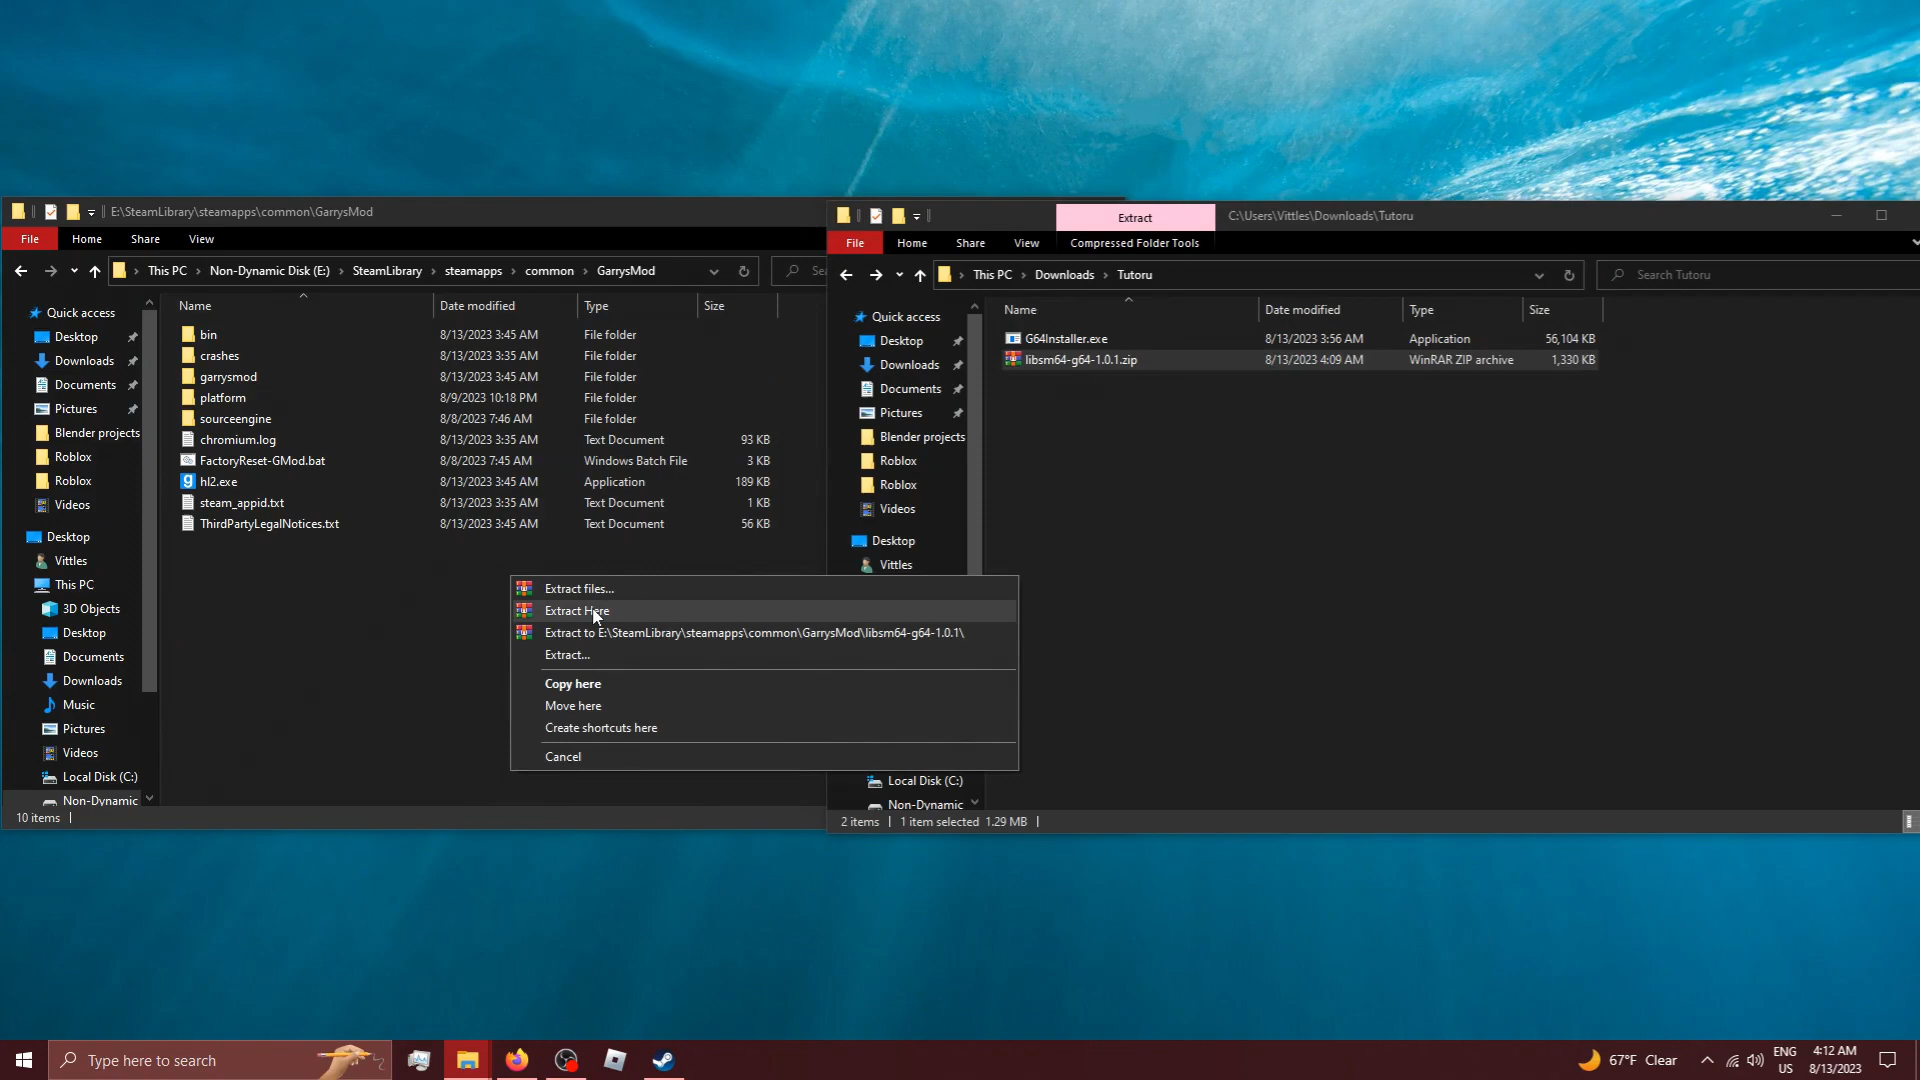 E:\SteamLibrary\steamapps\common\GarrysMod
File Home Share View
This PC Non-Dynamic Disk (E:) SteamLibrary steamapps common GarrysMod
Name Date modified Type Size
Quick access
Desktop
Downloads
Documents
Pictures
Blender projects
Roblox
Roblox
Videos
Desktop
Vittles
This PC
3D Objects
Desktop
Documents
Downloads
Music
Pictures
Videos
Local Disk (C:)
Non-Dynamic
bin 8/13/2023 3:45 AM File folder
crashes 8/13/2023 3:45 AM File folder
garrysmod 8/13/2023 3:45 AM File folder
platform 8/9/2023 10:18 PM File folder
sourceengine 8/8/2023 7:46 AM File folder
chromium.log 8/13/2023 3:35 AM Text Document 93 KB
FactoryReset-GMod.bat 8/8/2023 7:45 AM Windows Batch File 3 KB
hl2.exe 8/13/2023 3:45 AM Application 189 KB
steam_appid.txt 8/13/2023 3:35 AM Text Document 1 KB
ThirdPartyLegalNotices.txt 8/13/2023 3:45 AM Text Document 56 KB
10 items
Extract C:\Users\Vittles\Downloads\Tutoru
File Home Share View Compressed Folder Tools
This PC Downloads Tutoru Search Tutoru
Name Date modified Type Size
Quick access
Desktop
Downloads
Documents
Pictures
Blender projects
Roblox
Roblox
Videos
Desktop
Vittles
Local Disk (C:)
Non-Dynamic
G64Installer.exe 8/13/2023 3:56 AM Application 56,104 KB
libsm64-g64-1.0.1.zip 8/13/2023 4:09 AM WinRAR ZIP archive 1,330 KB
2 items 1 item selected 1.29 MB
Extract files...
Extract Here
Extract to E:\SteamLibrary\steamapps\common\GarrysMod\libsm64-g64-1.0.1\
Extract...
Copy here
Move here
Create shortcuts here
Cancel
Type here to search
67°F Clear
ENG
US
4:12 AM
8/13/2023